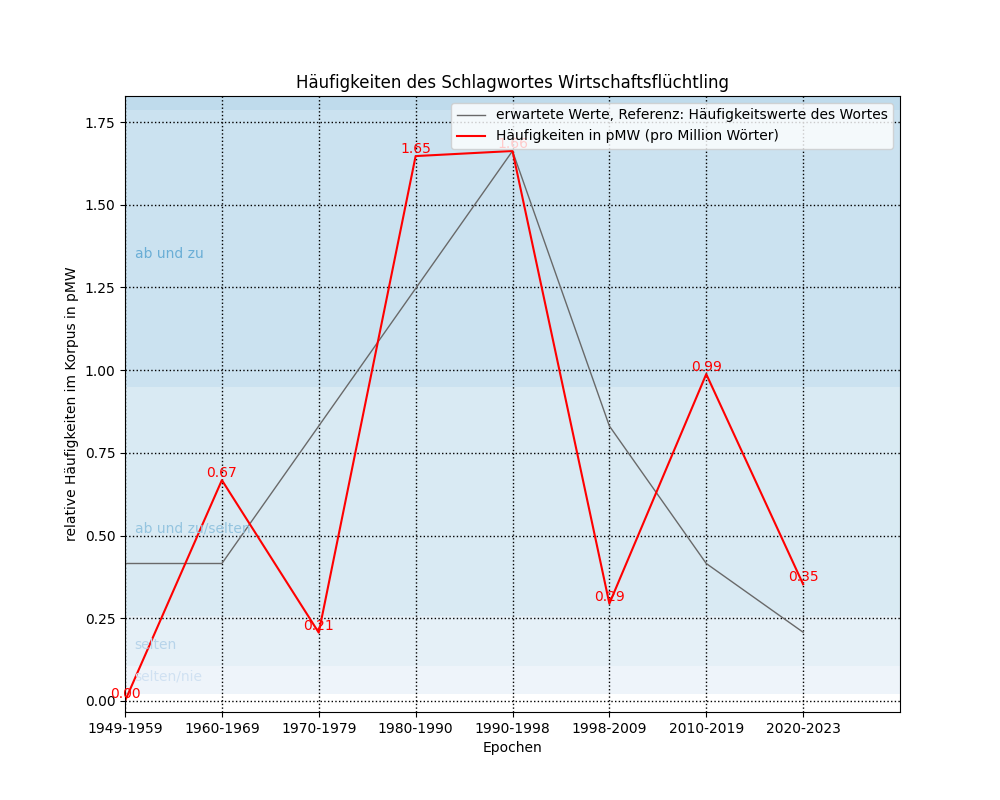 Häufigkeiten des Schlagwortes Wirtschaftsflüchtling
erwartete Werte, Referenz: Häufigkeitswerte des Wortes
Häufigkeiten in pMW (pro Million Wörter)
relative Häufigkeiten im Korpus in pMW
1.75
1.50
1.25
1.00
0.75
0.50
0.25
0.00
ab und zu
ab und zu/selten
selten
selten/nie
0.00
0.67
0.21
1.65
1.66
0.29
0.99
0.35
1949-1959 1960-1969 1970-1979 1980-1990 1990-1998 1998-2009 2010-2019 2020-2023
Epochen